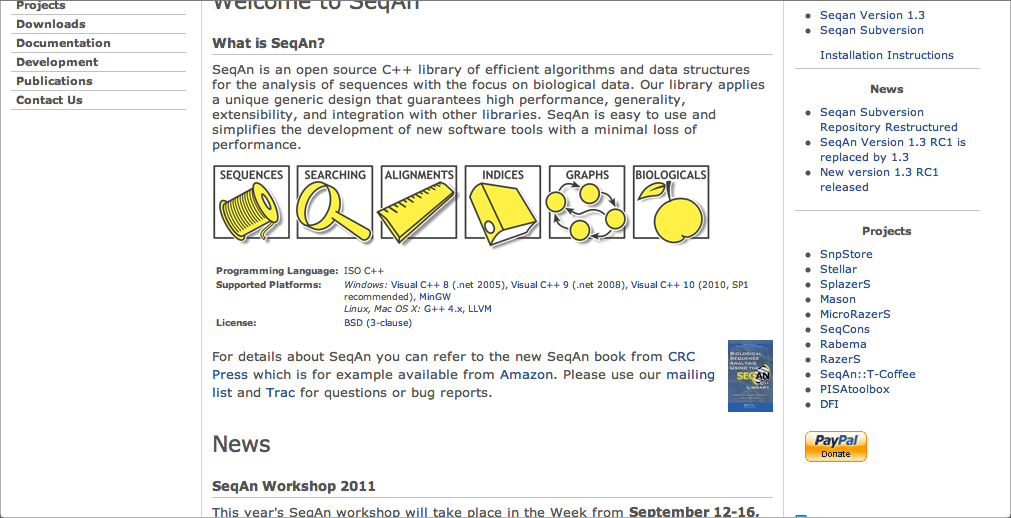 Projects
Downloads
Documentation
Development
Publications
Contact Us
Welcome to SeqAn
What is SeqAn?
SeqAn is an open source C++ library of efficient algorithms and data structures
for the analysis of sequences with the focus on biological data. Our library applies
a unique generic design that guarantees high performance, generality,
extensibility, and integration with other libraries. SeqAn is easy to use and
simplifies the development of new software tools with a minimal loss of
performance.
SEQUENCES SEARCHING ALIGNMENTS INDICES GRAPHS BIOLOGICALS
Programming Language: ISO C++
Supported Platforms: Windows: Visual C++ 8 (.net 2005), Visual C++ 9 (.net 2008), Visual C++ 10 (2010, SP1
recommended), MinGW
Linux, Mac OS X: G++ 4.x, LLVM
License: BSD (3-clause)
For details about SeqAn you can refer to the new SeqAn book from CRC
Press which is for example available from Amazon. Please use our mailing
list and Trac for questions or bug reports.
BIOLOGICAL
SEQUENCE
ANALYSIS
USING THE
SEQAN
C++
LIBRARY
News
SeqAn Workshop 2011
This year's SeqAn workshop will take place in the Week from September 12-16,
Seqan Version 1.3
Seqan Subversion
Installation Instructions
News
Seqan Subversion
Repository Restructured
SeqAn Version 1.3 RC1 is
replaced by 1.3
New version 1.3 RC1
released
Projects
SnpStore
Stellar
SplazerS
Mason
MicroRazerS
SeqCons
Rabema
RazerS
SeqAn::T-Coffee
PISAtoolbox
DFI
PayPal
Donate